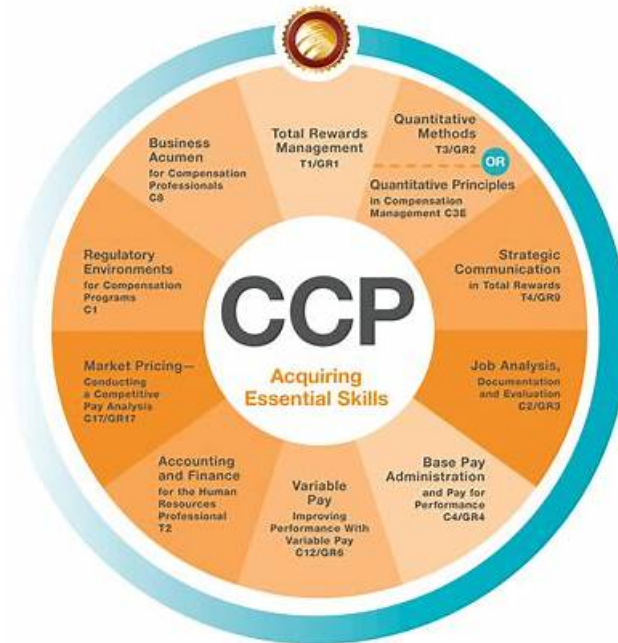 Total Rewards
Management
T1/GR1
Quantitative
Methods
T3/GR2
OR
Quantitative Principles
in Compensation
Management C3E
Strategic
Communication
in Total Rewards
T4/GR9
Job Analysis,
Documentation
and Evaluation
C2/GR3
Base Pay
Administration
and Pay for
Performance
C4/GR4
Variable
Pay
Improving
Performance With
Variable Pay
C12/GR6
Accounting
and Finance
for the Human
Resources
Professional
T2
Market Pricing—
Conducting
a Competitive
Pay Analysis
C17/GR17
Regulatory
Environments
for Compensation
Programs
C1
Business
Acumen
for Compensation
Professionals
C8
CCP
Acquiring
Essential Skills